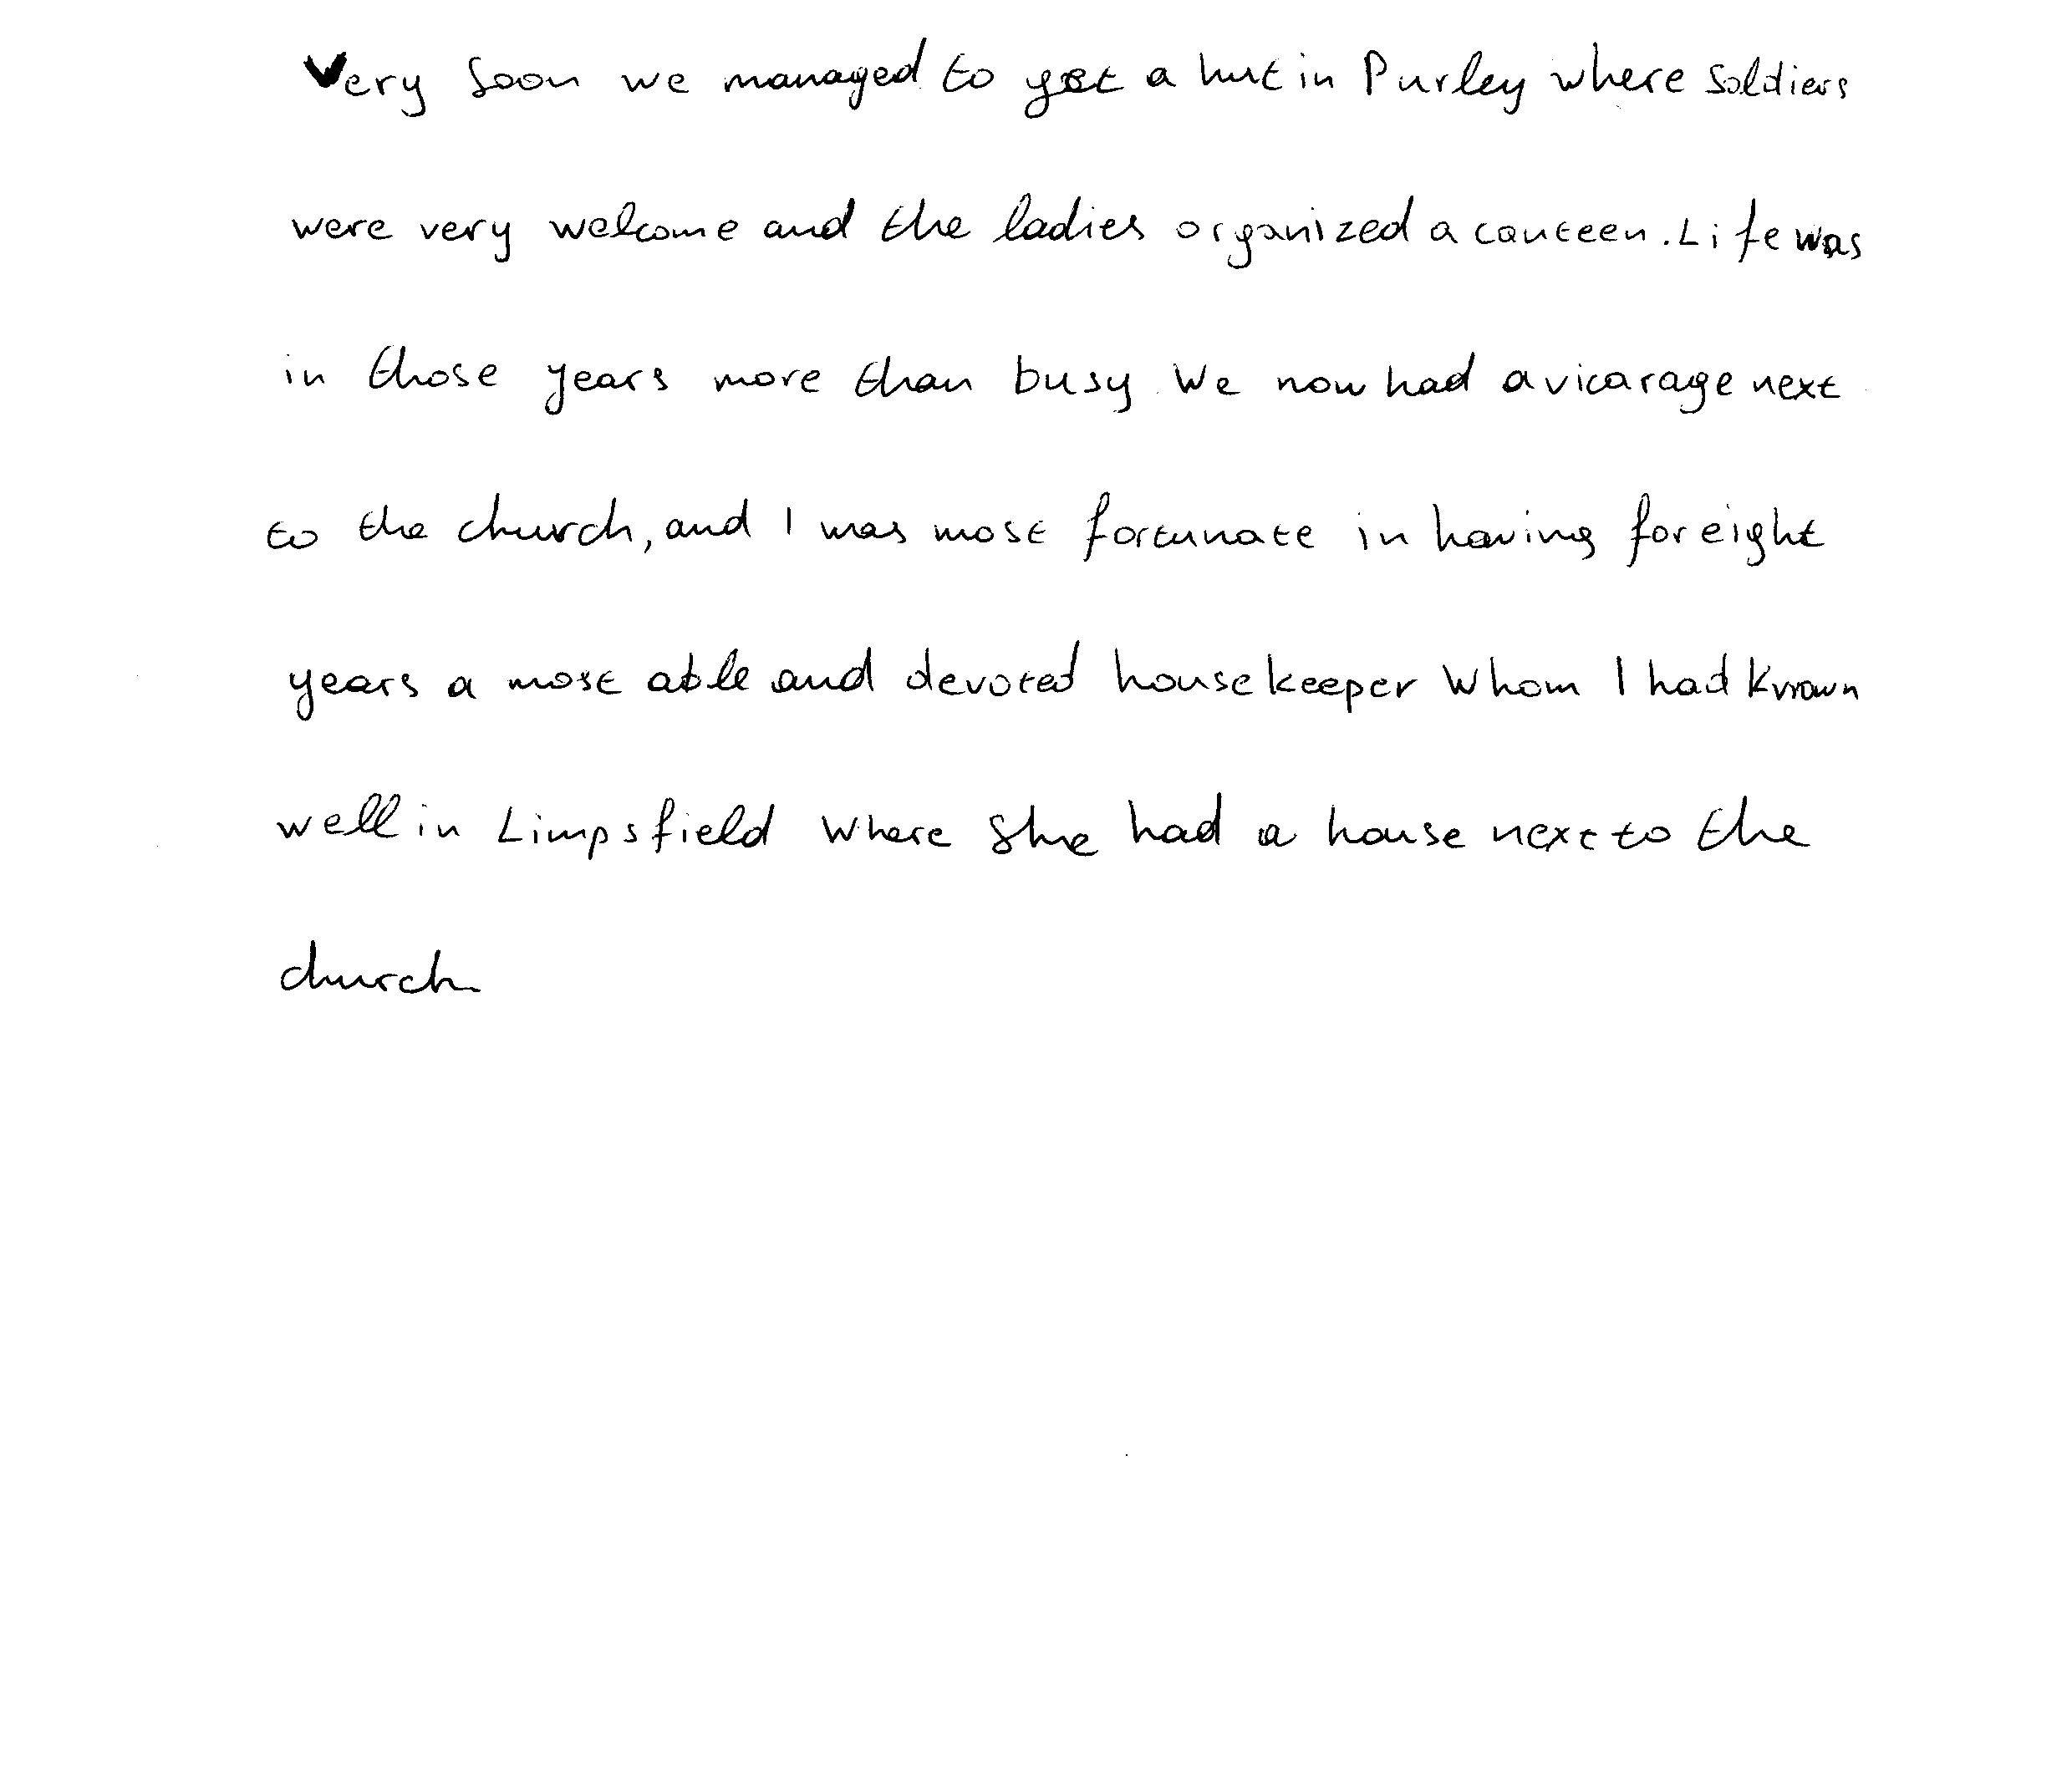 Very soon we managed to get a hut in Purley where soldiers
were very welcome and the ladies organized a canteen. Life was
in those years more than busy. We now had a vicarage next
to the church, and I was most fortunate in having for eight
years a most able and devoted housekeeper whom I had known
well in Limpsfield where she had a house next to the
church.